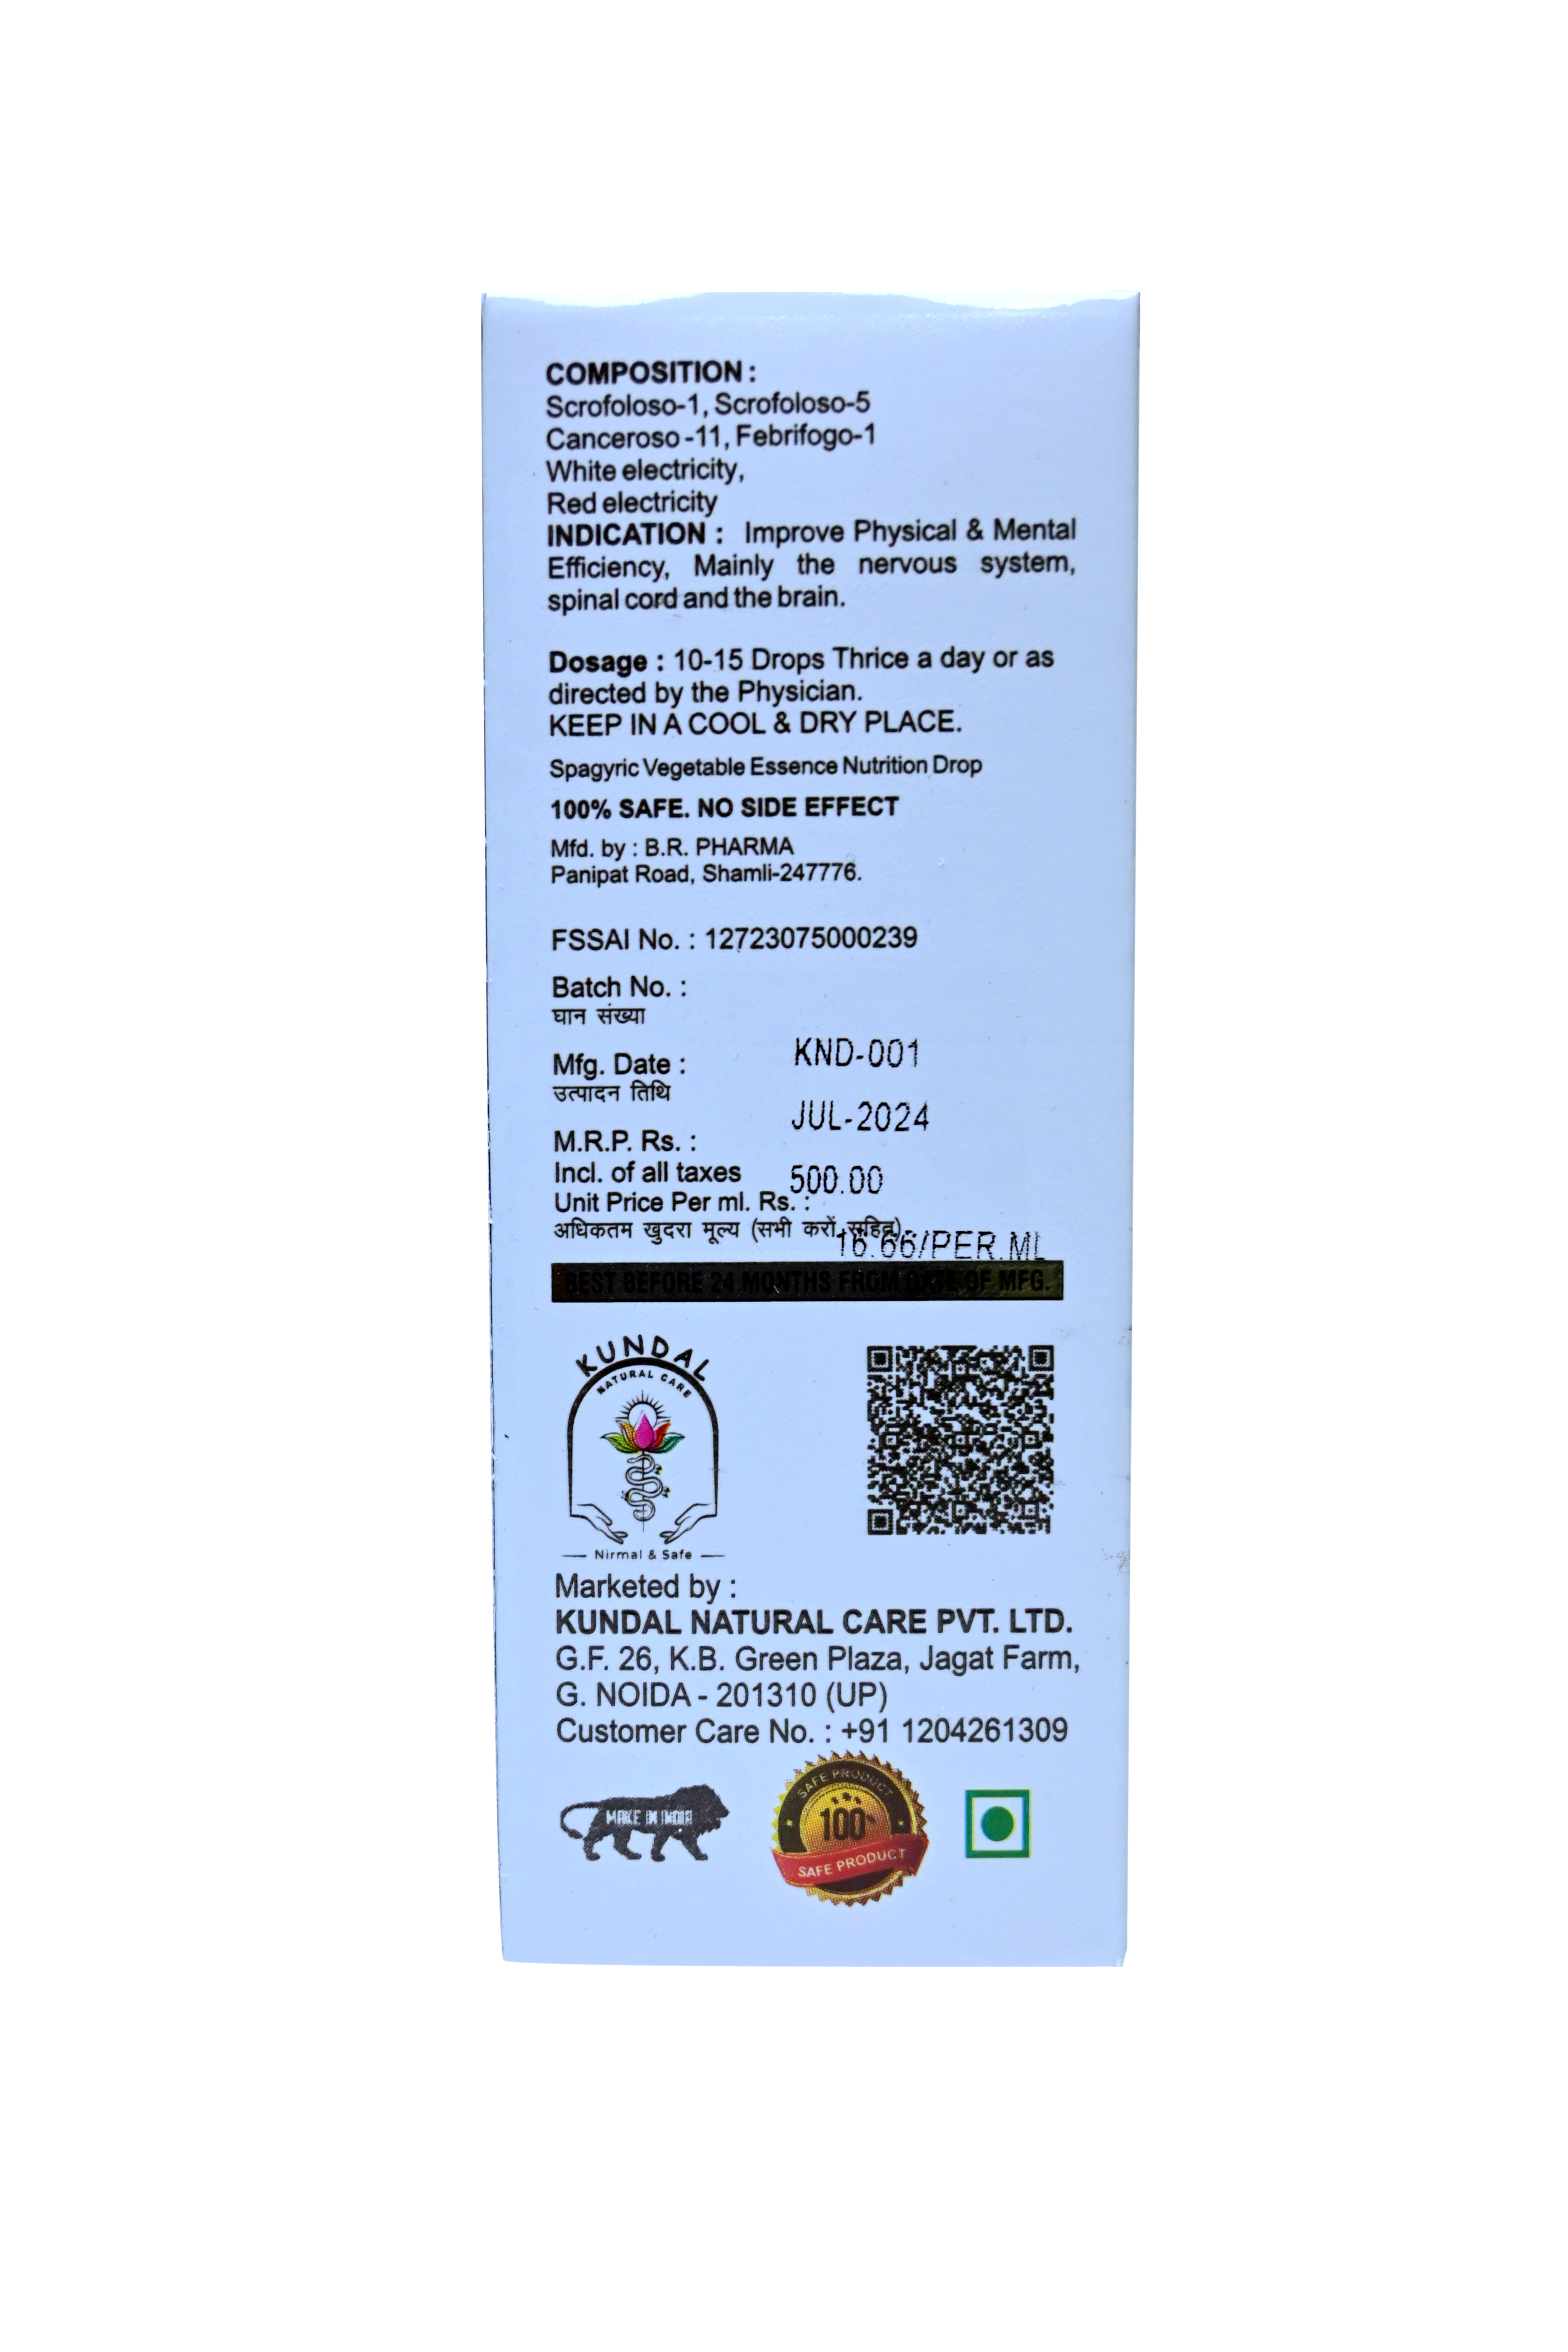 COMPOSITION :
Scrofoloso-1, Scrofoloso-5
Canceroso -11, Febrifogo-1
White electricity,
Red electricity
INDICATION : Improve Physical & Mental
Efficiency, Mainly the nervous system,
spinal cord and the brain.
Dosage : 10-15 Drops Thrice a day or as
directed by the Physician.
KEEP IN A COOL & DRY PLACE.
Spagyric Vegetable Essence Nutrition Drop
100% SAFE. NO SIDE EFFECT
Mfd. by : B.R. PHARMA
Panipat Road, Shamli-247776.
FSSAI No. : 12723075000239
Batch No. :
घान संख्या
KND-001
Mfg. Date :
उत्पादन तिथि
JUL-2024
M.R.P. Rs. :
Incl. of all taxes
500.00
Unit Price Per ml. Rs. :
अधिकतम खुदरा मूल्य (सभी करों सहित)
16.66/PER.ML
BEST BEFORE 24 MONTHS FROM DATE OF MFG.
KUNDAL
NATURAL CARE
Nirmal & Safe
Marketed by :
KUNDAL NATURAL CARE PVT. LTD.
G.F. 26, K.B. Green Plaza, Jagat Farm,
G. NOIDA - 201310 (UP)
Customer Care No. : +91 1204261309
MAKE IN INDIA
SAFE PRODUCT
100%
SAFE PRODUCT